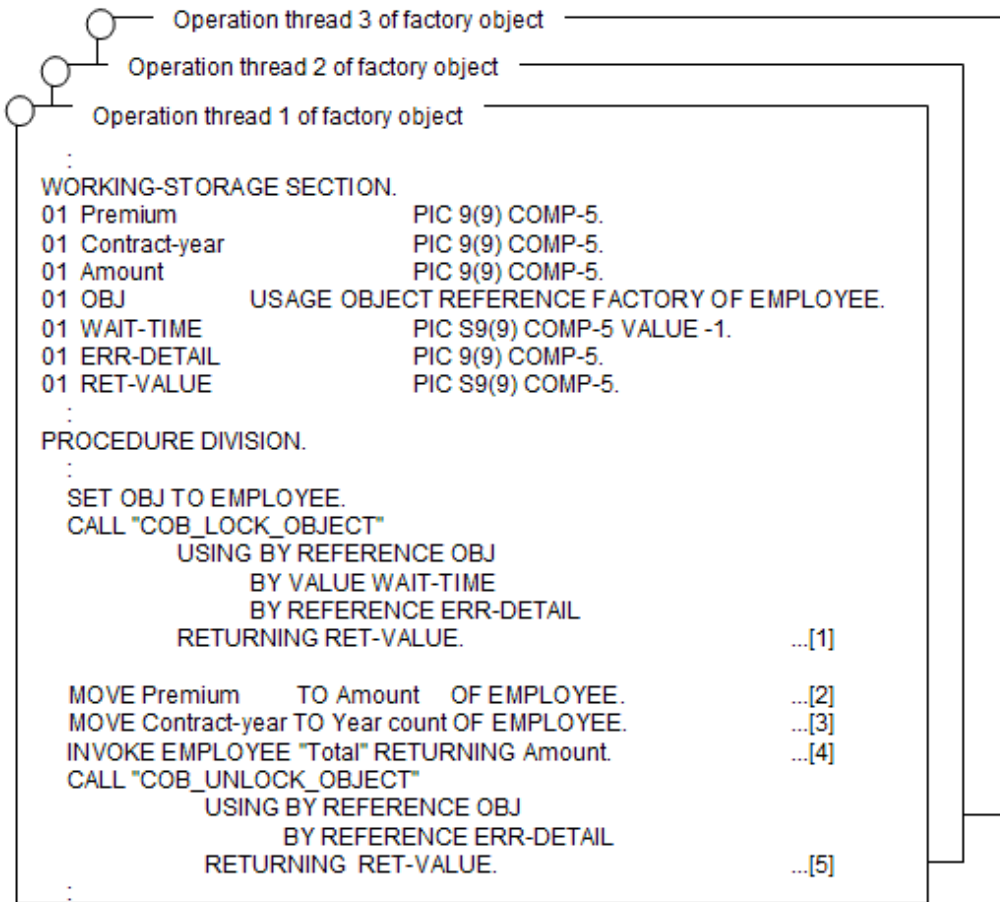 Operation thread 3 of factory object
Operation thread 2 of factory object
Operation thread 1 of factory object
:
WORKING-STORAGE SECTION.
01 Premium PIC 9(9) COMP-5.
01 Contract-year PIC 9(9) COMP-5.
01 Amount PIC 9(9) COMP-5.
01 OBJ USAGE OBJECT REFERENCE FACTORY OF EMPLOYEE.
01 WAIT-TIME PIC S9(9) COMP-5 VALUE -1.
01 ERR-DETAIL PIC 9(9) COMP-5.
01 RET-VALUE PIC S9(9) COMP-5.
:
PROCEDURE DIVISION.
:
SET OBJ TO EMPLOYEE.
CALL "COB_LOCK_OBJECT"
USING BY REFERENCE OBJ
BY VALUE WAIT-TIME
BY REFERENCE ERR-DETAIL
RETURNING RET-VALUE. ...[1]
MOVE Premium TO Amount OF EMPLOYEE. ...[2]
MOVE Contract-year TO Year count OF EMPLOYEE. ...[3]
INVOKE EMPLOYEE "Total" RETURNING Amount. ...[4]
CALL "COB_UNLOCK_OBJECT"
USING BY REFERENCE OBJ
BY REFERENCE ERR-DETAIL
RETURNING RET-VALUE. ...[5]
: